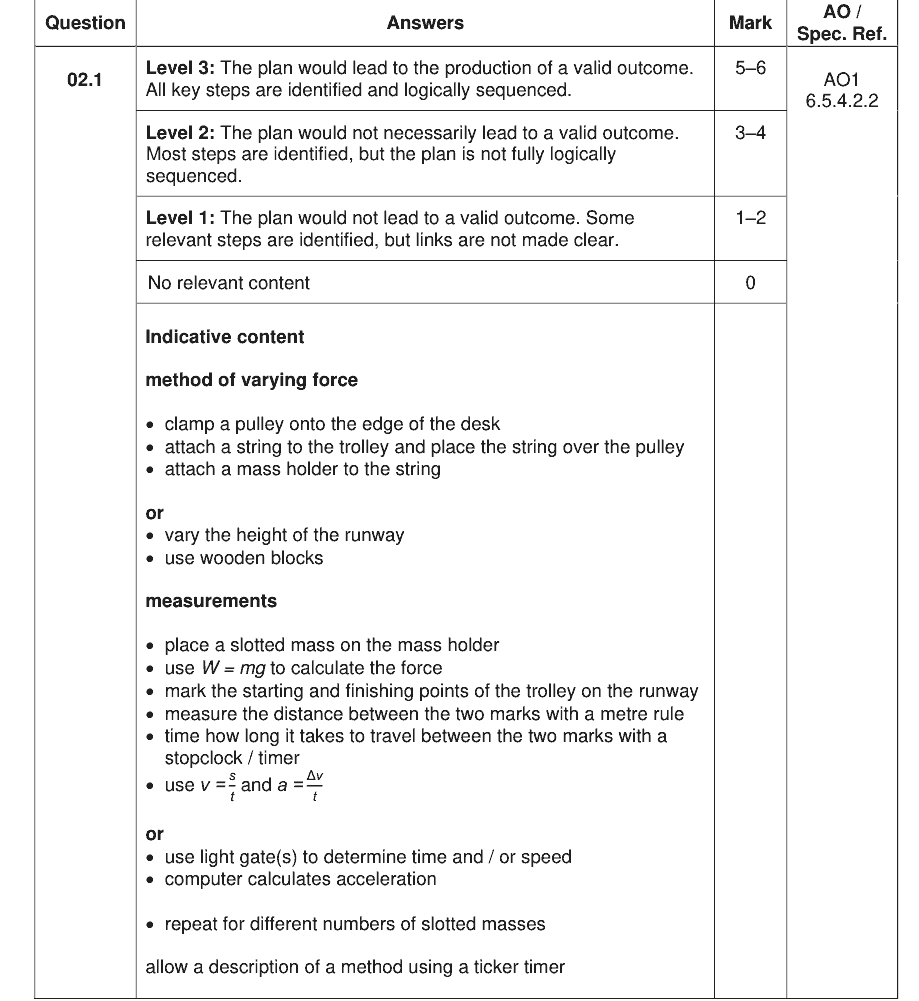 Question Answers Mark AO /
Spec. Ref.
02.1 Level 3: The plan would lead to the production of a valid outcome. 5–6 AO1
All key steps are identified and logically sequenced. 6.5.4.2.2
Level 2: The plan would not necessarily lead to a valid outcome. 3–4
Most steps are identified, but the plan is not fully logically
sequenced.
Level 1: The plan would not lead to a valid outcome. Some 1–2
relevant steps are identified, but links are not made clear.
No relevant content 0
Indicative content
method of varying force
• clamp a pulley onto the edge of the desk
• attach a string to the trolley and place the string over the pulley
• attach a mass holder to the string
or
• vary the height of the runway
• use wooden blocks
measurements
• place a slotted mass on the mass holder
• use W = mg to calculate the force
• mark the starting and finishing points of the trolley on the runway
• measure the distance between the two marks with a metre rule
• time how long it takes to travel between the two marks with a
stopclock / timer
• use v = s/t and a = Δv/t
or
• use light gate(s) to determine time and / or speed
• computer calculates acceleration
• repeat for different numbers of slotted masses
allow a description of a method using a ticker timer